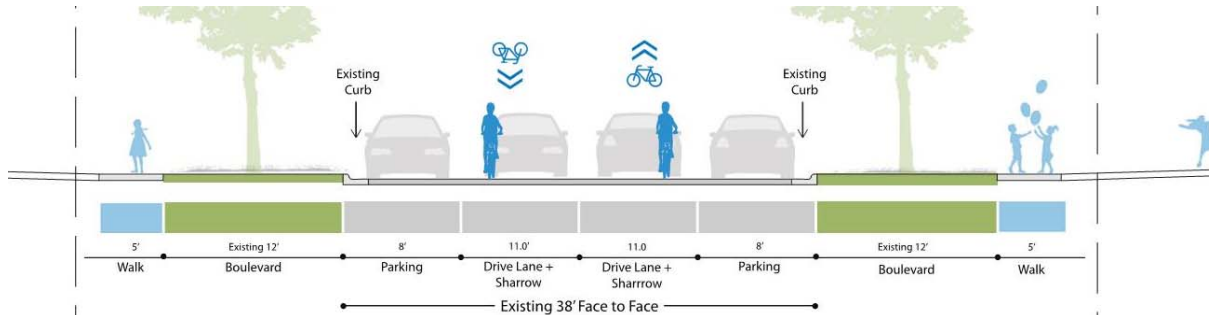 Existing
Curb
Existing
Curb
5'
Existing 12'
8'
11.0'
11.0
8'
Existing 12'
5'
Walk
Boulevard
Parking
Drive Lane +
Sharrow
Drive Lane +
Sharrrow
Parking
Boulevard
Walk
Existing 38' Face to Face